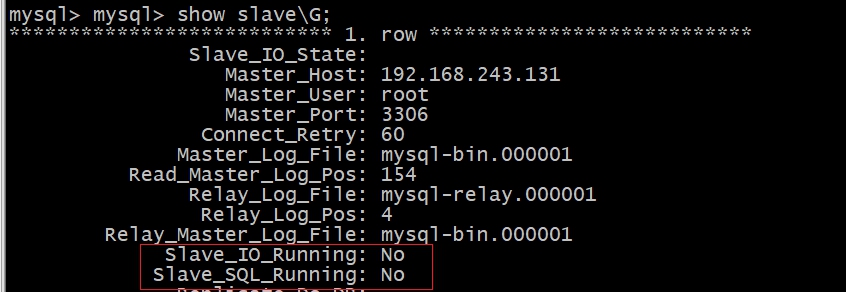 mysql> mysql> show slave\G;
*************************** 1. row ***************************
Slave_IO_State:
Master_Host: 192.168.243.131
Master_User: root
Master_Port: 3306
Connect_Retry: 60
Master_Log_File: mysql-bin.000001
Read_Master_Log_Pos: 154
Relay_Log_File: mysql-relay.000001
Relay_Log_Pos: 4
Relay_Master_Log_File: mysql-bin.000001
Slave_IO_Running: No
Slave_SQL_Running: No